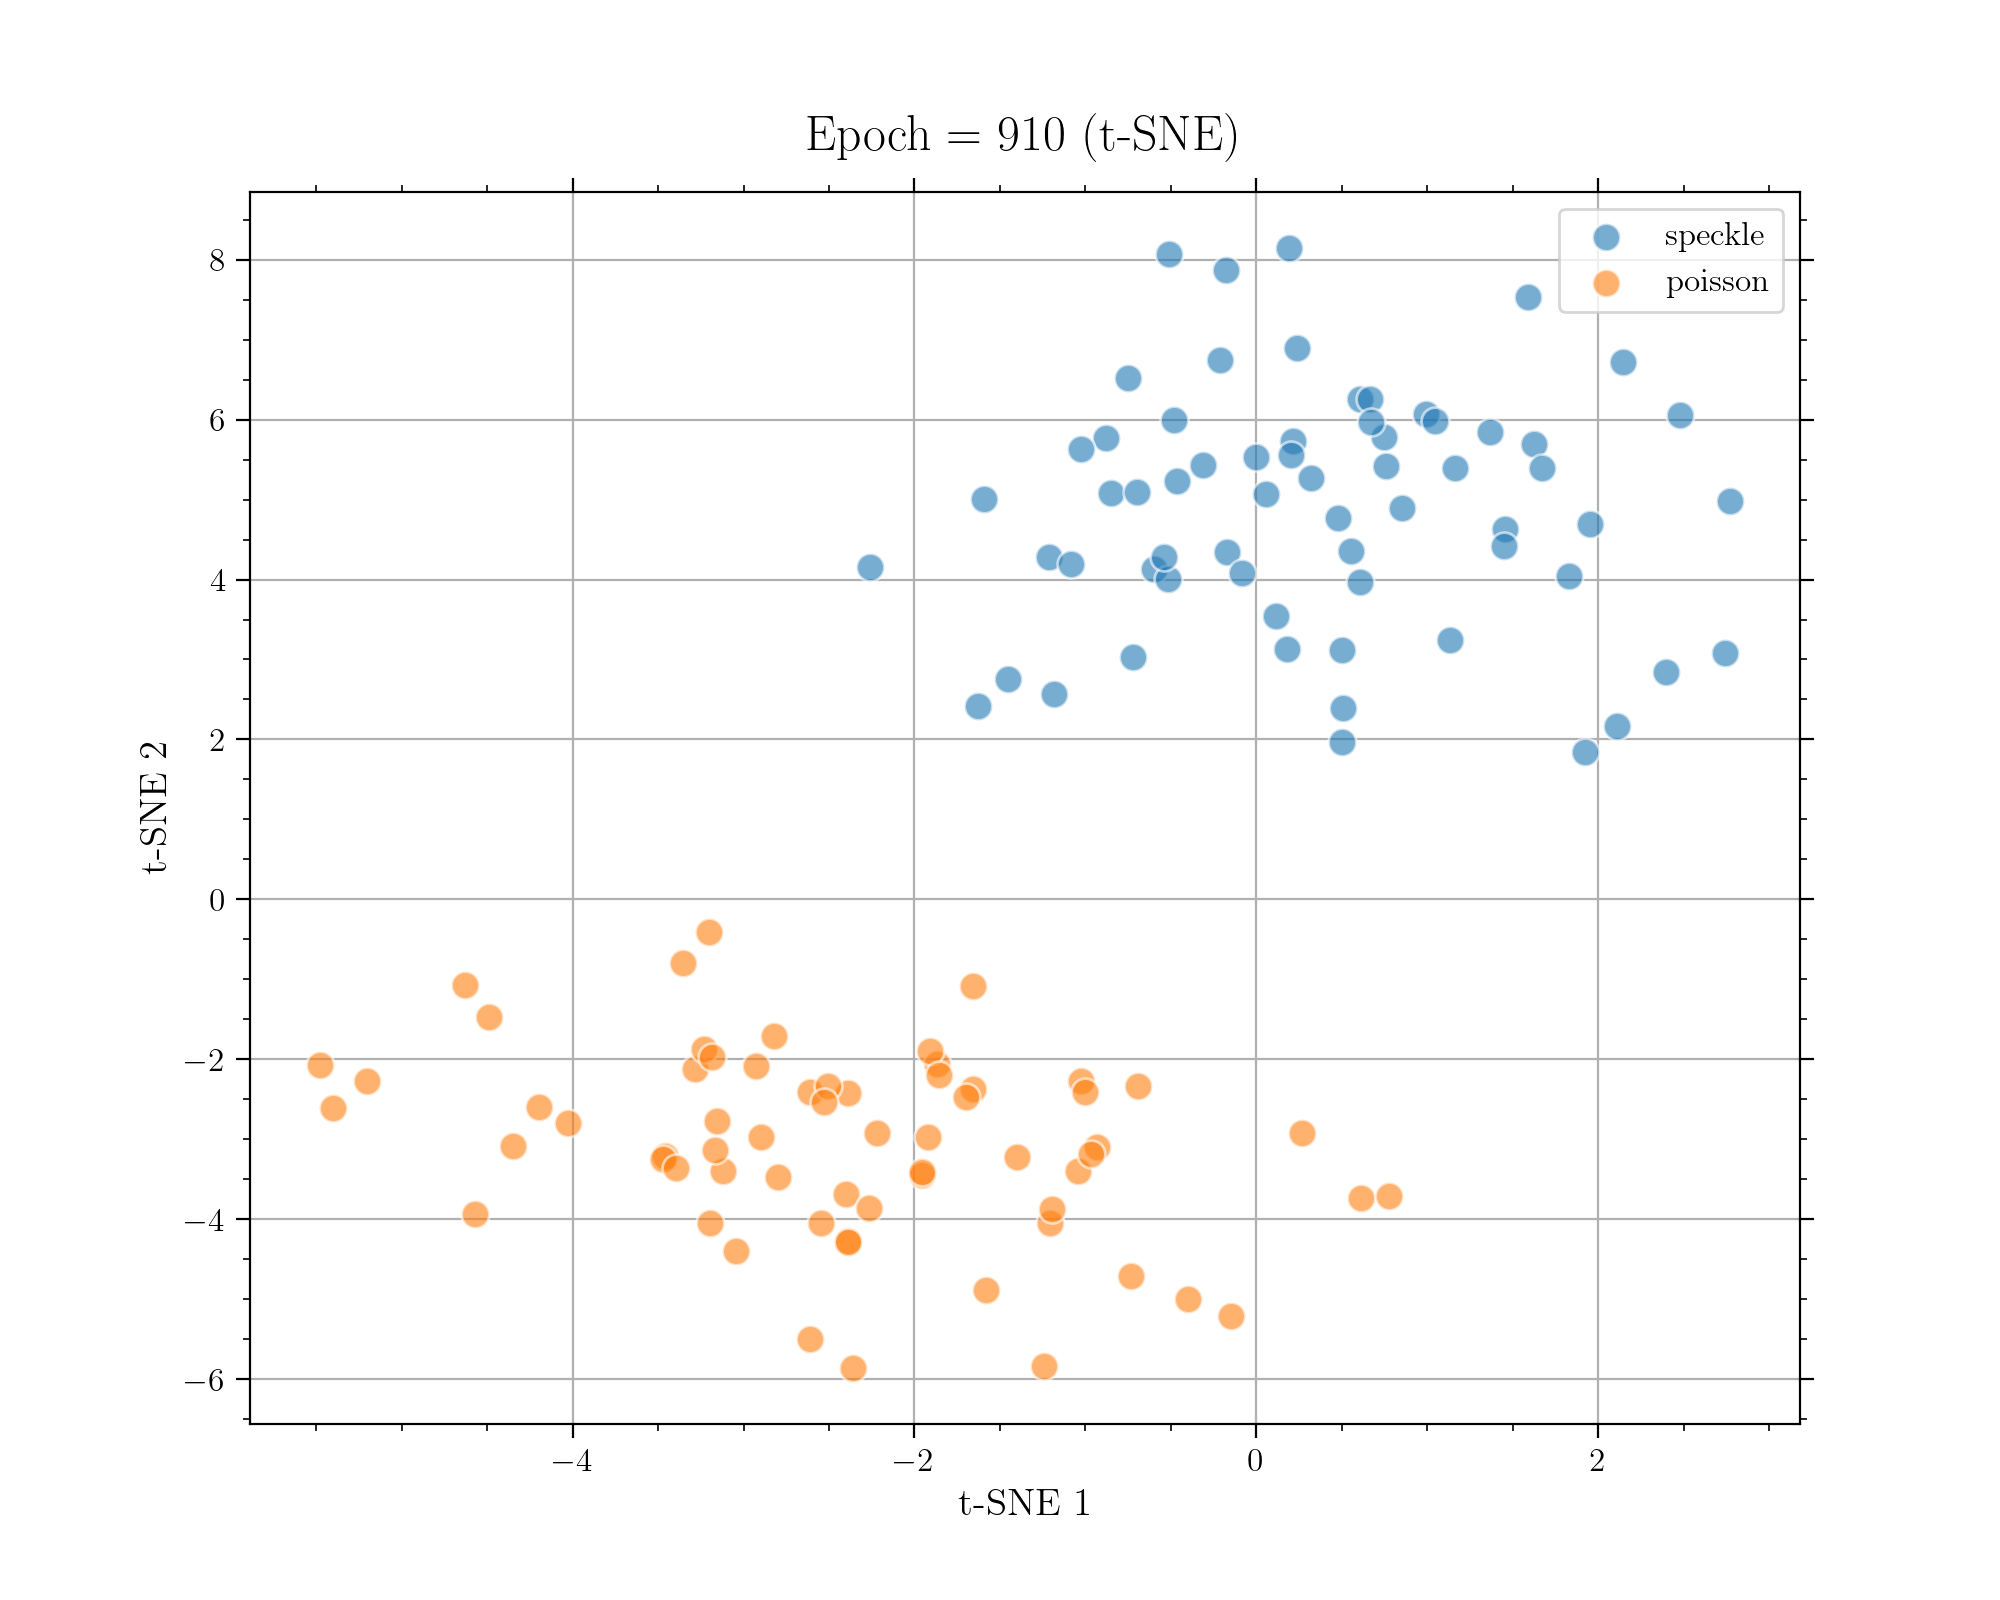 Epoch = 910 (t-SNE)
speckle
poisson
8
6
4
2
0
−2
−4
−6
t-SNE 2
−4 −2 0 2
t-SNE 1